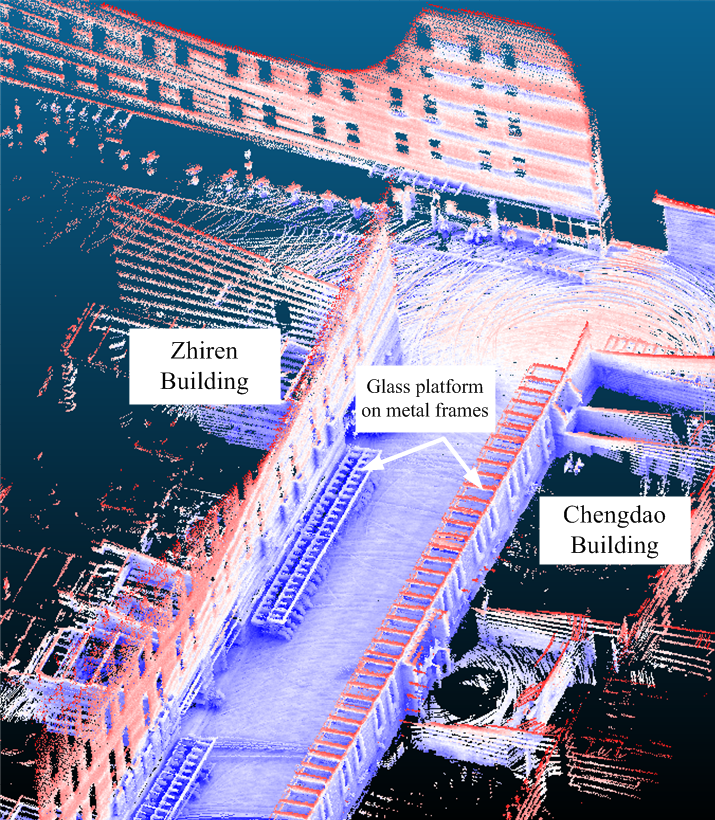 Zhiren
Building
Glass platform
on metal frames
Chengdao
Building